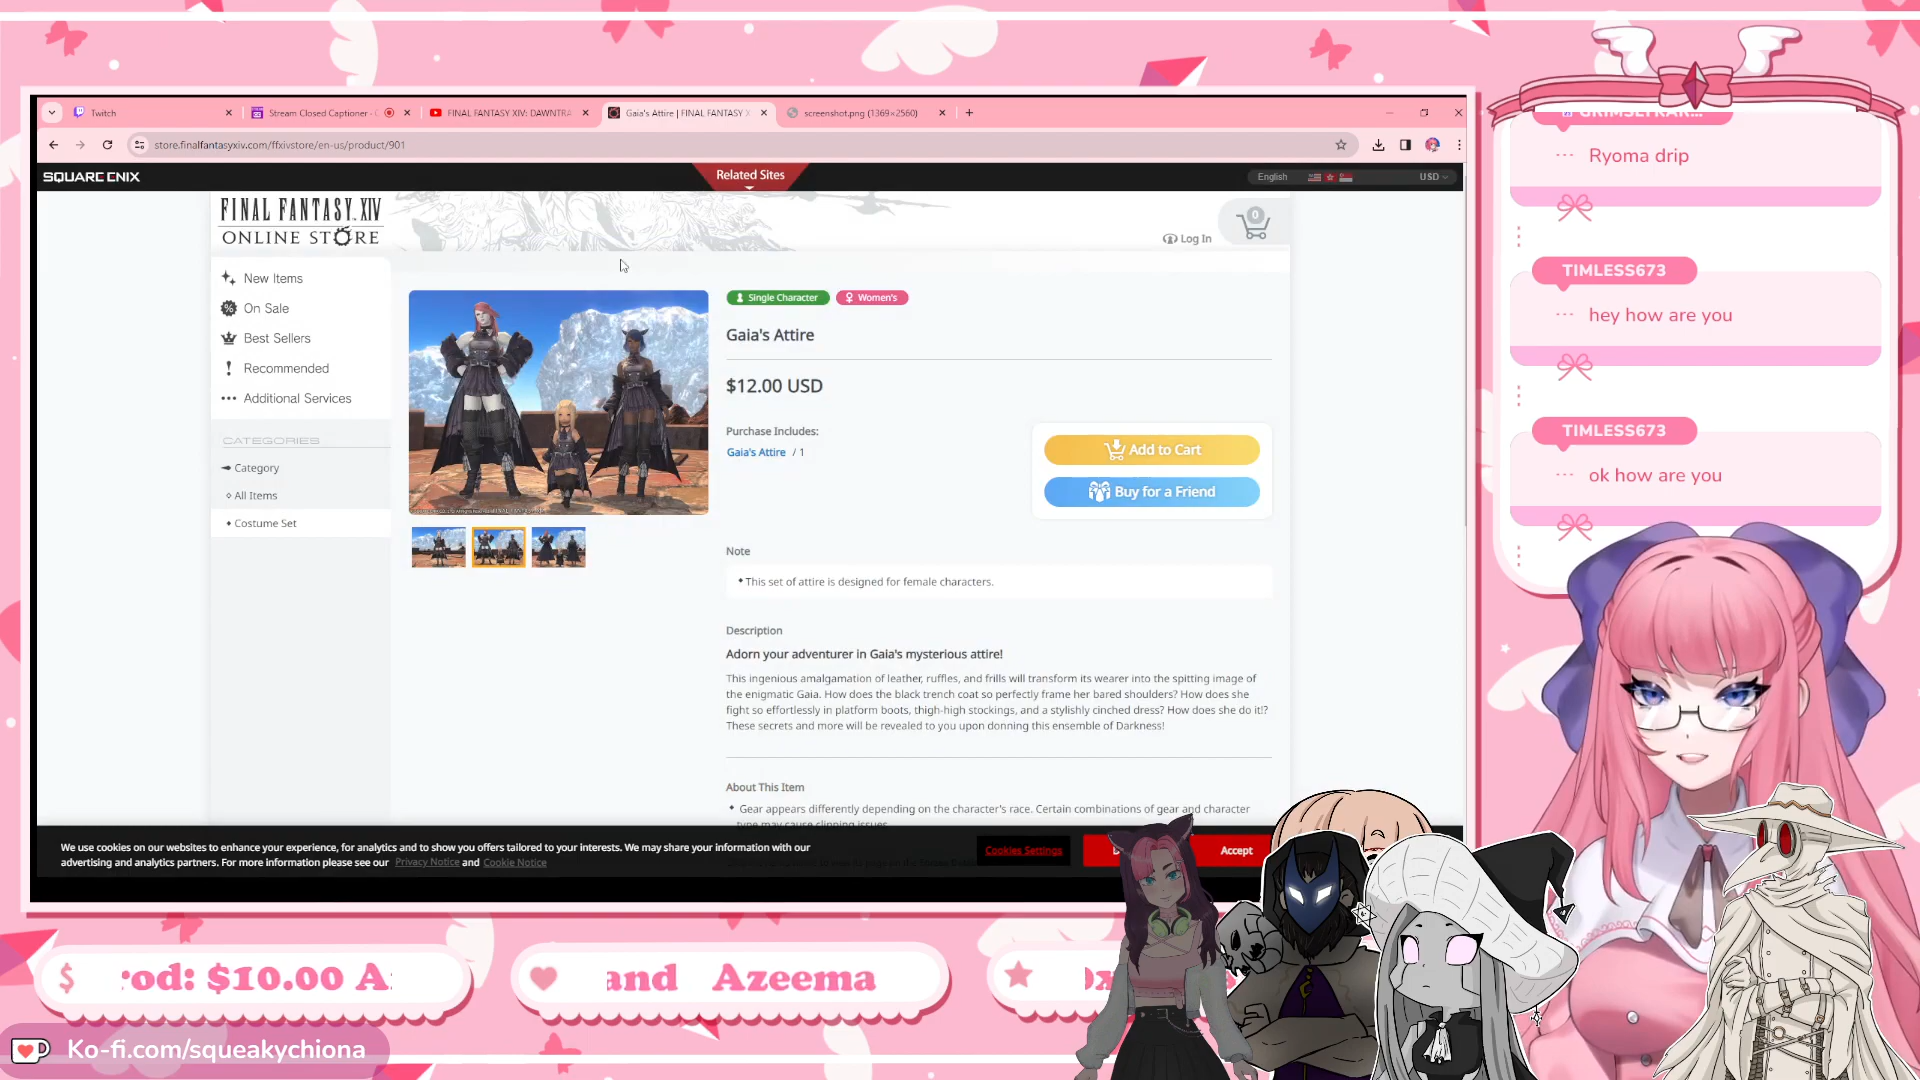 Twitch
Stream Closed Captioner - C
FINAL FANTASY XIV: DAWNTRA
Gaia's Attire | FINAL FANTASY X
screenshot.png (1369×2560)
store.finalfantasyxiv.com/ffxivstore/en-us/product/901
SQUARE ENIX
Related Sites
English
USD
FINAL FANTASY XIV
ONLINE STORE
Log In
0
New Items
On Sale
Best Sellers
Recommended
Additional Services
CATEGORIES
Category
All Items
Costume Set
Single Character
Women's
Gaia's Attire
$12.00 USD
Purchase Includes:
Gaia's Attire / 1
Add to Cart
Buy for a Friend
Note
This set of attire is designed for female characters.
Description
Adorn your adventurer in Gaia's mysterious attire!
This ingenious amalgamation of leather, ruffles, and frills will transform its wearer into the spitting image of
the enigmatic Gaia. How does the black trench coat so perfectly frame her bared shoulders? How does she
fight so effortlessly in platform boots, thigh-high stockings, and a stylishly cinched dress? How does she do it!?
These secrets and more will be revealed to you upon donning this ensemble of Darkness!
About This Item
Gear appears differently depending on the character's race. Certain combinations of gear and character
type may cause clipping issues.
We use cookies on our websites to enhance your experience, for analytics and to show you offers tailored to your interests. We may share your information with our
advertising and analytics partners. For more information please see our Privacy Notice and Cookie Notice
Cookies Settings
Accept
Ryoma drip
TIMLESS673
hey how are you
TIMLESS673
ok how are you
rod: $10.00 A
and Azeema
Ko-fi.com/squeakychiona